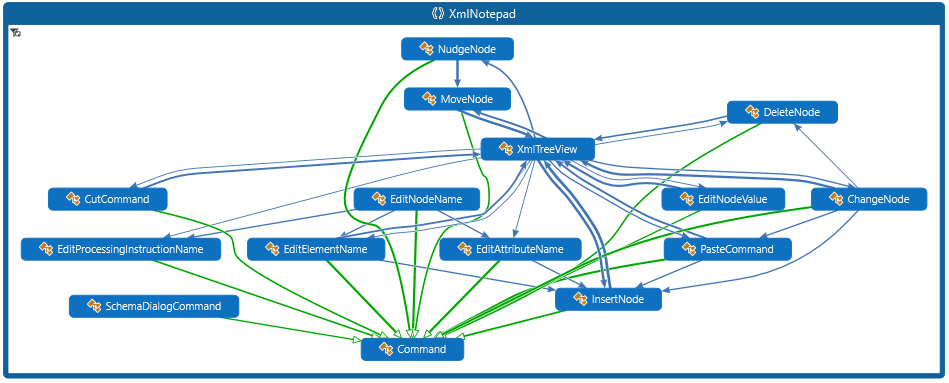 XmlNotepad
NudgeNode
MoveNode
DeleteNode
XmlTreeView
CutCommand
EditNodeName
EditNodeValue
ChangeNode
EditProcessingInstructionName
EditElementName
EditAttributeName
PasteCommand
SchemaDialogCommand
InsertNode
Command